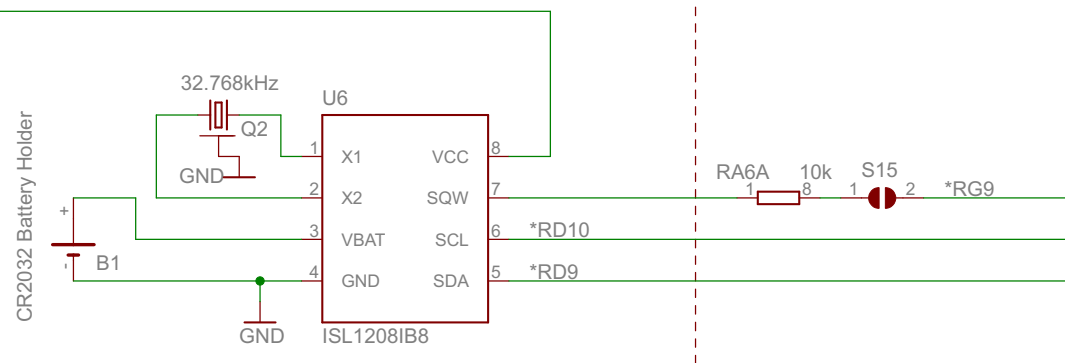 32.768kHz
Q2
GND
CR2032 Battery Holder
+
-
B1
GND
U6
1 X1 VCC 8
2 X2 SQW 7
3 VBAT SCL 6
4 GND SDA 5
ISL1208IB8
*RD10
*RD9
RA6A 10k S15
1 8 1 2 *RG9